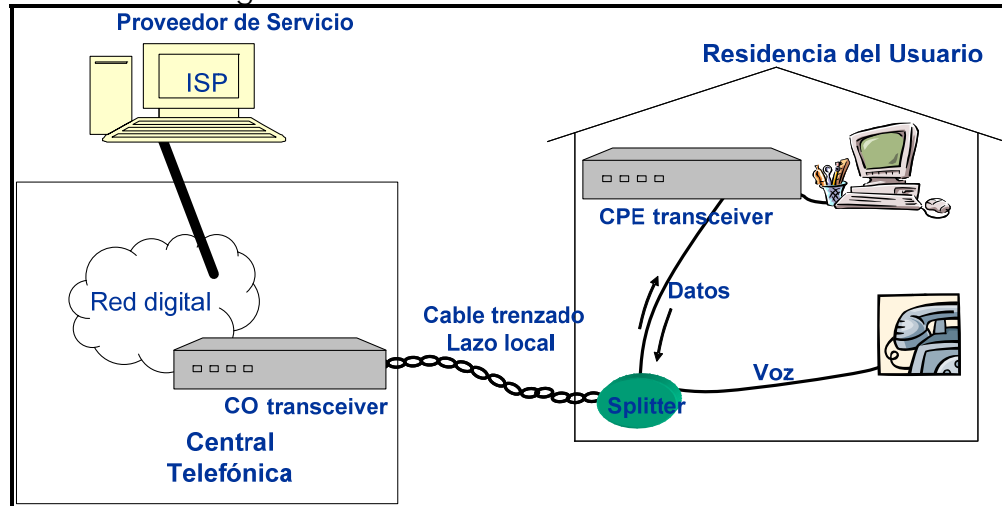 Proveedor de Servicio
ISP
Residencia del Usuario
CPE transceiver
Red digital
Datos
Cable trenzado
Lazo local
Voz
Splitter
CO transceiver
Central
Telefónica